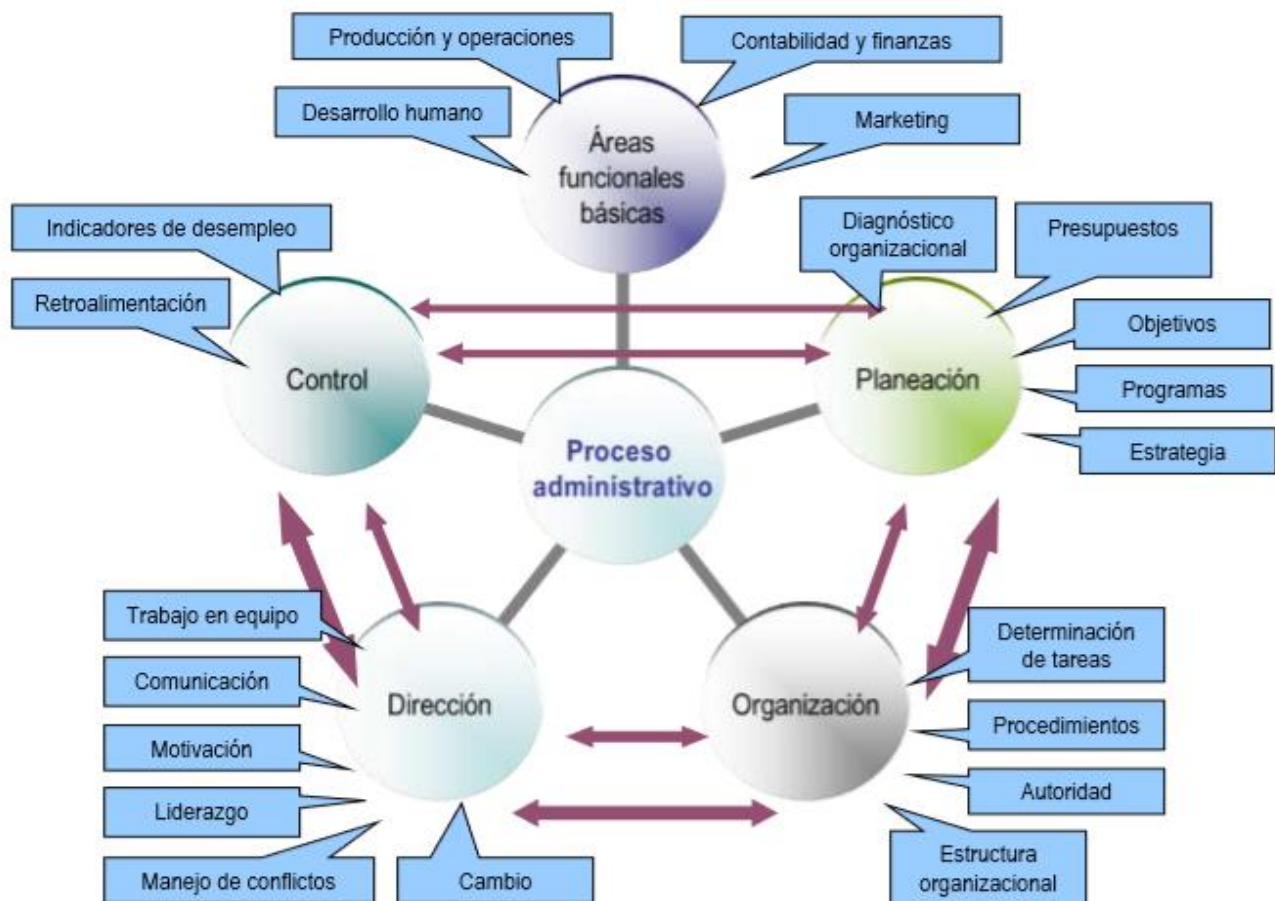 Producción y operaciones
Contabilidad y finanzas
Desarrollo humano
Marketing
Áreas
funcionales
básicas
Indicadores de desempleo
Diagnóstico
organizacional
Presupuestos
Retroalimentación
Objetivos
Control
Planeación
Programas
Proceso
administrativo
Estrategia
Trabajo en equipo
Determinación
de tareas
Comunicación
Dirección
Organización
Procedimientos
Motivación
Liderazgo
Autoridad
Manejo de conflictos
Cambio
Estructura
organizacional